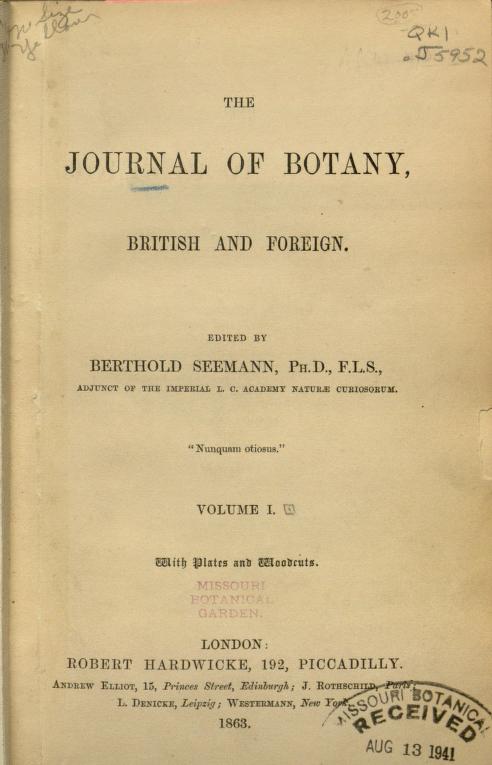 200
QK1
.J5952
THE
JOURNAL OF BOTANY,
BRITISH AND FOREIGN.
EDITED BY
BERTHOLD SEEMANN, PH.D., F.L.S.,
ADJUNCT OF THE IMPERIAL L. C. ACADEMY NATURÆ CURIOSORUM.
"Nunquam otiosus."
VOLUME I.
With Plates and Woodcuts.
MISSOURI
BOTANICAL
GARDEN.
LONDON:
ROBERT HARDWICKE, 192, PICCADILLY.
ANDREW ELLIOT, 15, Princes Street, Edinburgh; J. ROTHSCHILD, Paris;
L. DENICKE, Leipzig; WESTERMANN, New York.
1863.
MISSOURI BOTANICAL
RECEIVED
AUG 13 1941